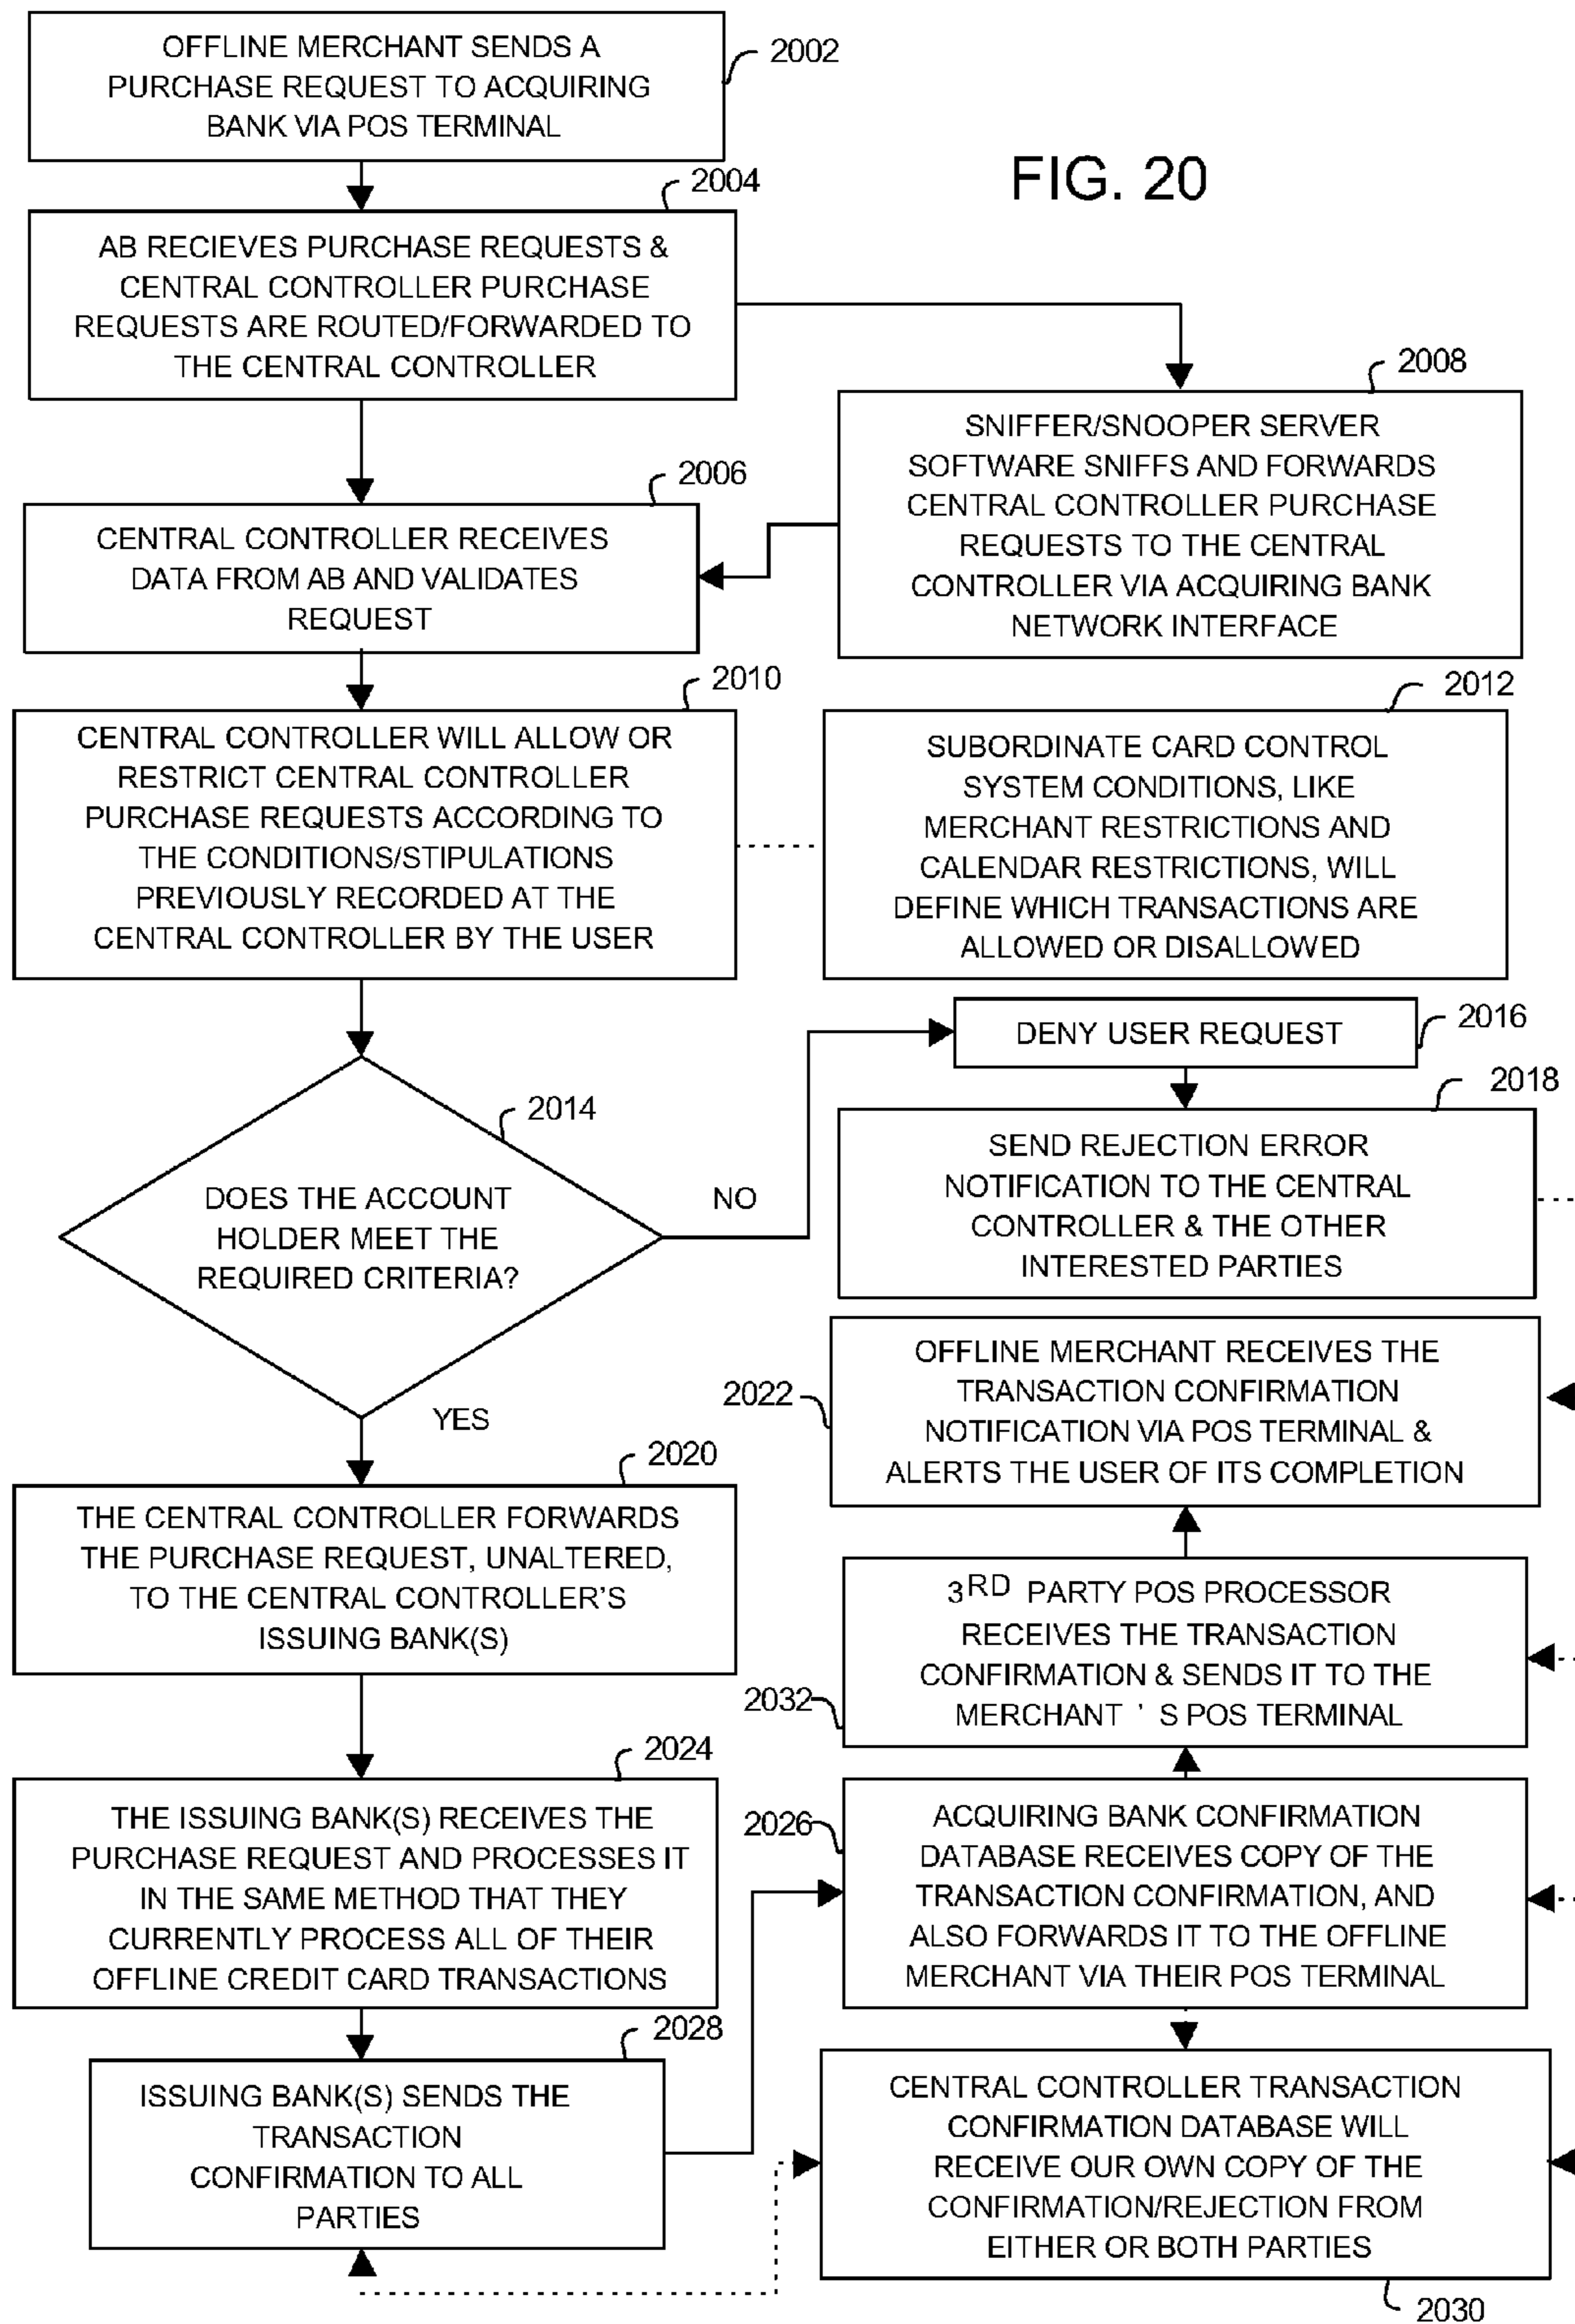 OFFLINE MERCHANT SENDS A
PURCHASE REQUEST TO ACQUIRING
BANK VIA POS TERMINAL
2002
FIG. 20
2004
AB RECIEVES PURCHASE REQUESTS &
CENTRAL CONTROLLER PURCHASE
REQUESTS ARE ROUTED/FORWARDED TO
THE CENTRAL CONTROLLER
2008
SNIFFER/SNOOPER SERVER
SOFTWARE SNIFFS AND FORWARDS
CENTRAL CONTROLLER PURCHASE
REQUESTS TO THE CENTRAL
CONTROLLER VIA ACQUIRING BANK
NETWORK INTERFACE
2006
CENTRAL CONTROLLER RECEIVES
DATA FROM AB AND VALIDATES
REQUEST
2010
CENTRAL CONTROLLER WILL ALLOW OR
RESTRICT CENTRAL CONTROLLER
PURCHASE REQUESTS ACCORDING TO
THE CONDITIONS/STIPULATIONS
PREVIOUSLY RECORDED AT THE
CENTRAL CONTROLLER BY THE USER
2012
SUBORDINATE CARD CONTROL
SYSTEM CONDITIONS, LIKE
MERCHANT RESTRICTIONS AND
CALENDAR RESTRICTIONS, WILL
DEFINE WHICH TRANSACTIONS ARE
ALLOWED OR DISALLOWED
2014
DOES THE ACCOUNT
HOLDER MEET THE
REQUIRED CRITERIA?
NO
YES
DENY USER REQUEST
2016
2018
SEND REJECTION ERROR
NOTIFICATION TO THE CENTRAL
CONTROLLER & THE OTHER
INTERESTED PARTIES
2022
OFFLINE MERCHANT RECEIVES THE
TRANSACTION CONFIRMATION
NOTIFICATION VIA POS TERMINAL &
ALERTS THE USER OF ITS COMPLETION
2020
THE CENTRAL CONTROLLER FORWARDS
THE PURCHASE REQUEST, UNALTERED,
TO THE CENTRAL CONTROLLER'S
ISSUING BANK(S)
2032
3RD PARTY POS PROCESSOR
RECEIVES THE TRANSACTION
CONFIRMATION & SENDS IT TO THE
MERCHANT ' S POS TERMINAL
2024
THE ISSUING BANK(S) RECEIVES THE
PURCHASE REQUEST AND PROCESSES IT
IN THE SAME METHOD THAT THEY
CURRENTLY PROCESS ALL OF THEIR
OFFLINE CREDIT CARD TRANSACTIONS
2026
ACQUIRING BANK CONFIRMATION
DATABASE RECEIVES COPY OF THE
TRANSACTION CONFIRMATION, AND
ALSO FORWARDS IT TO THE OFFLINE
MERCHANT VIA THEIR POS TERMINAL
2028
ISSUING BANK(S) SENDS THE
TRANSACTION
CONFIRMATION TO ALL
PARTIES
CENTRAL CONTROLLER TRANSACTION
CONFIRMATION DATABASE WILL
RECEIVE OUR OWN COPY OF THE
CONFIRMATION/REJECTION FROM
EITHER OR BOTH PARTIES
2030